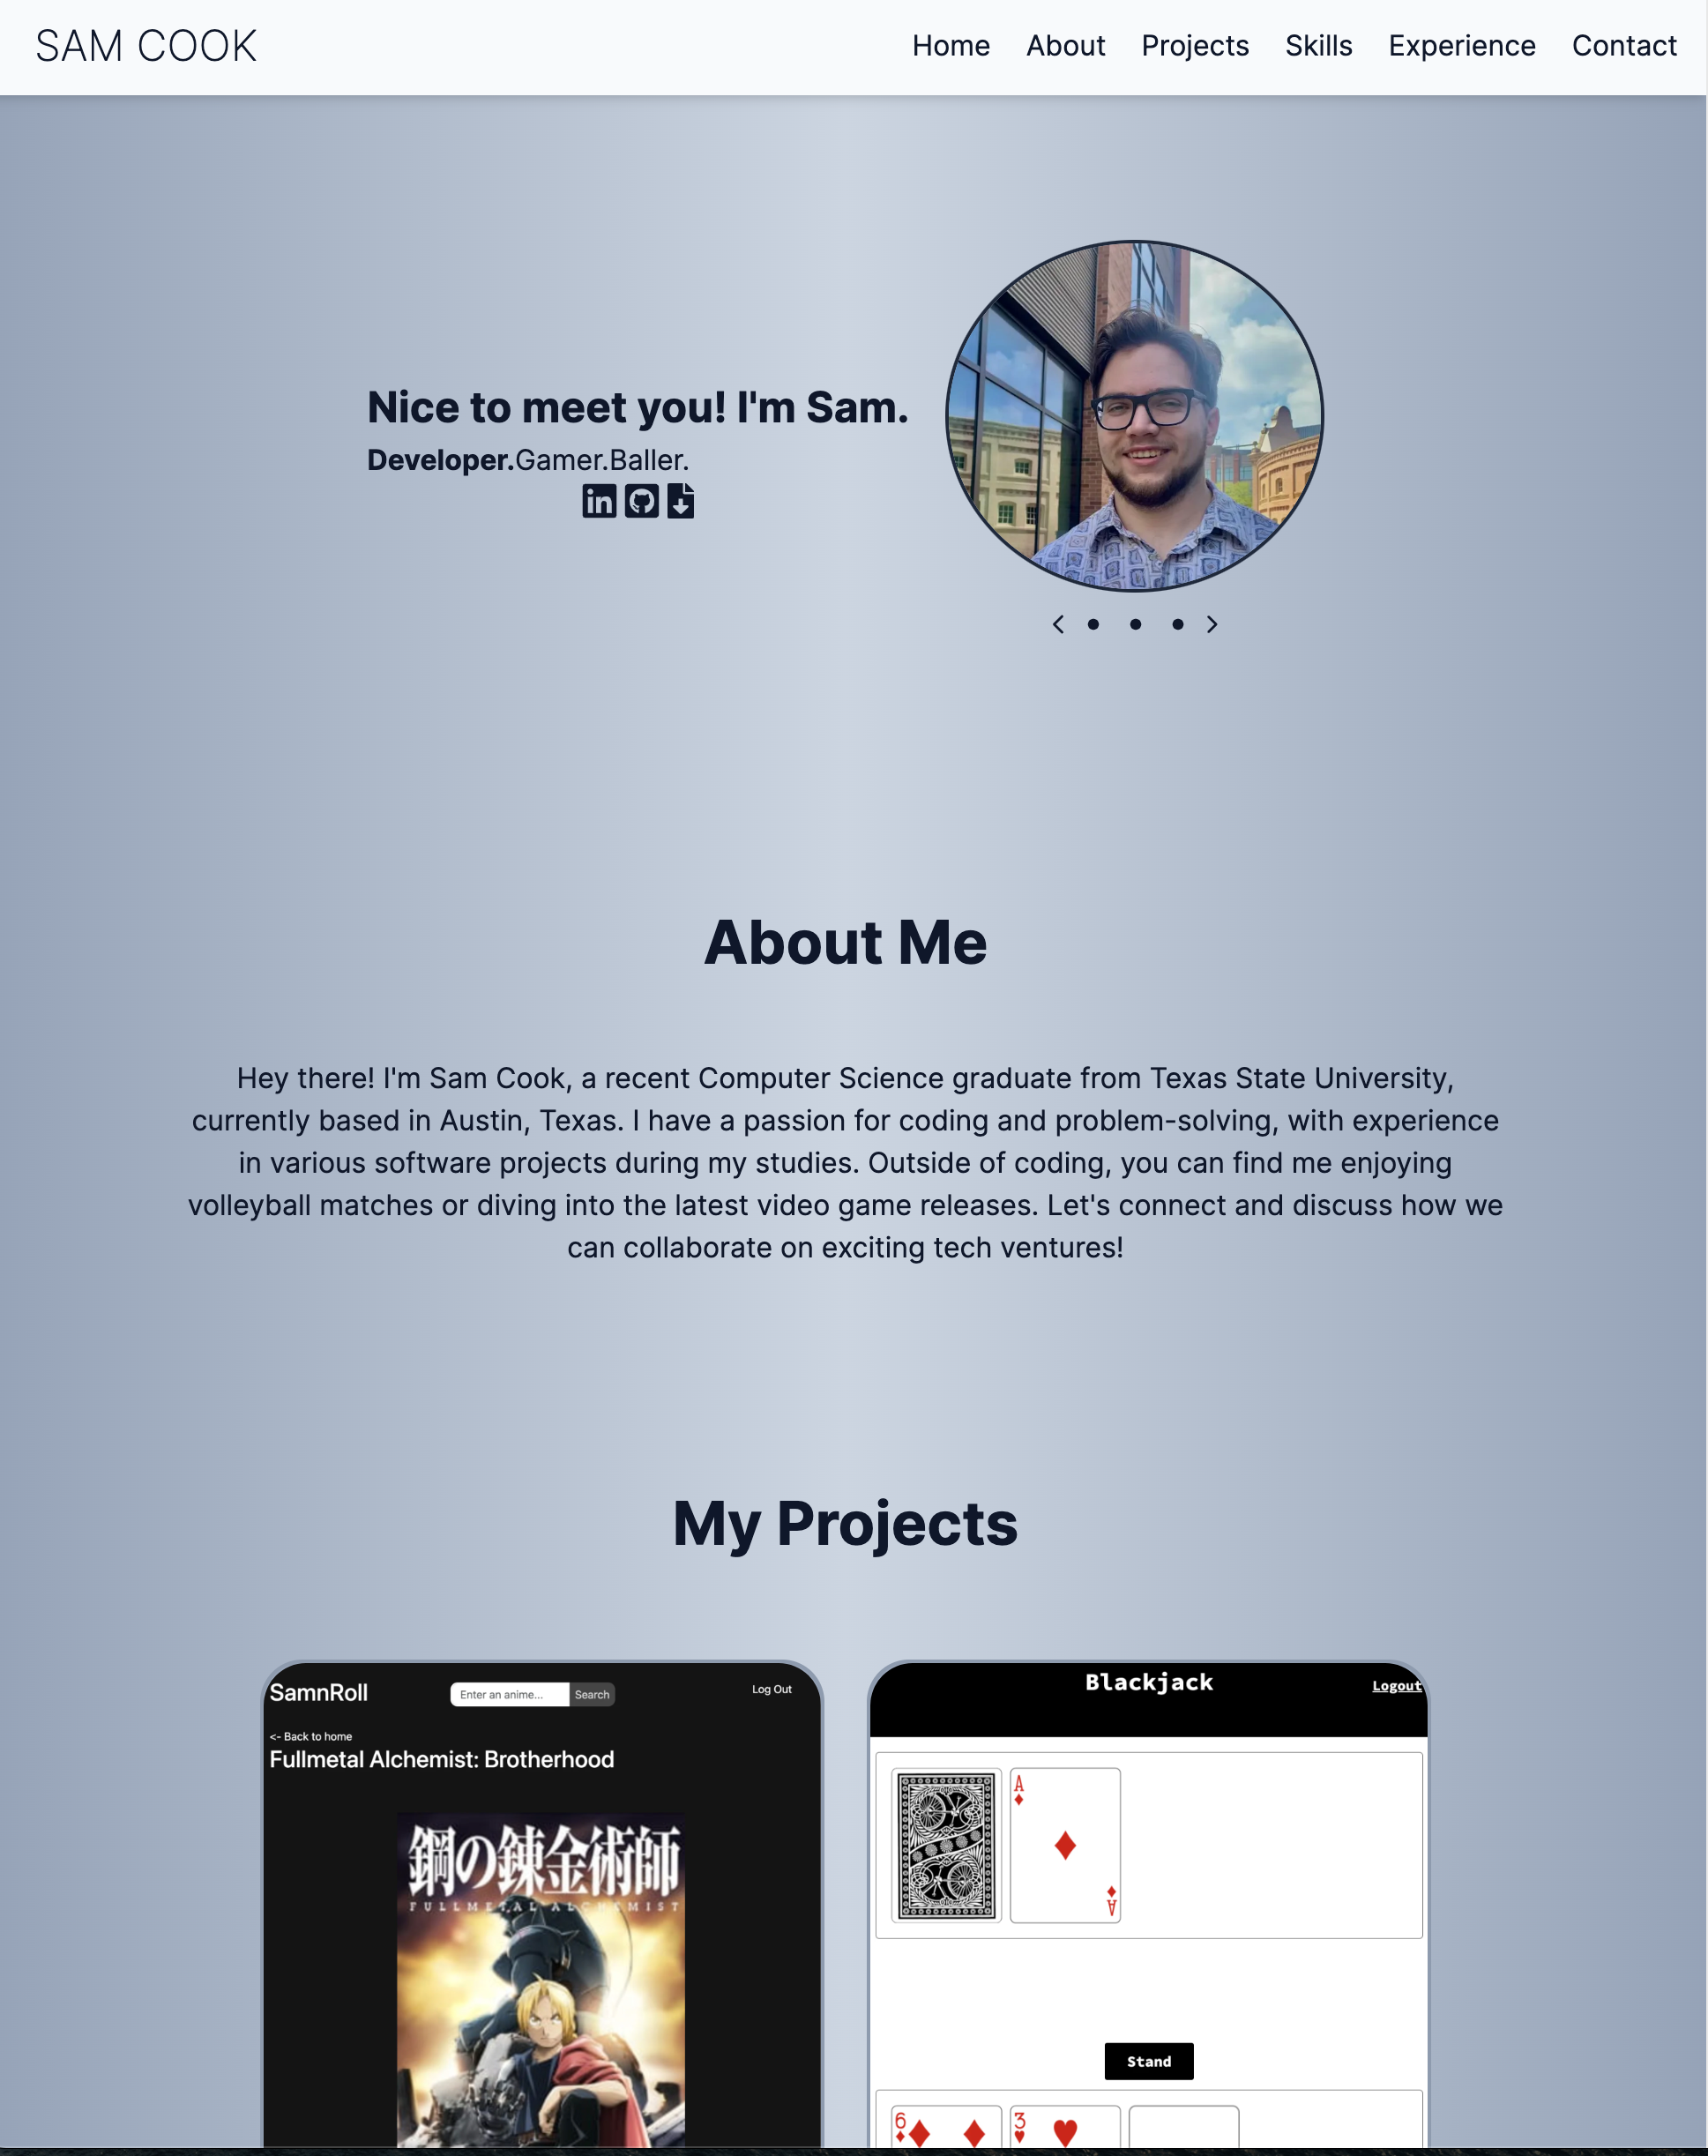 SAM COOK
Home About Projects Skills Experience Contact
Nice to meet you! I'm Sam.
Developer.Gamer.Baller.
in
About Me
Hey there! I'm Sam Cook, a recent Computer Science graduate from Texas State University,
currently based in Austin, Texas. I have a passion for coding and problem-solving, with experience
in various software projects during my studies. Outside of coding, you can find me enjoying
volleyball matches or diving into the latest video game releases. Let's connect and discuss how we
can collaborate on exciting tech ventures!
My Projects
SamnRoll
Enter an anime... Search
Log Out
<- Back to home
Fullmetal Alchemist: Brotherhood
鋼の錬金術師
FULLMETAL ALCHEMIST
Blackjack
Logout
A
A
Stand
6
3